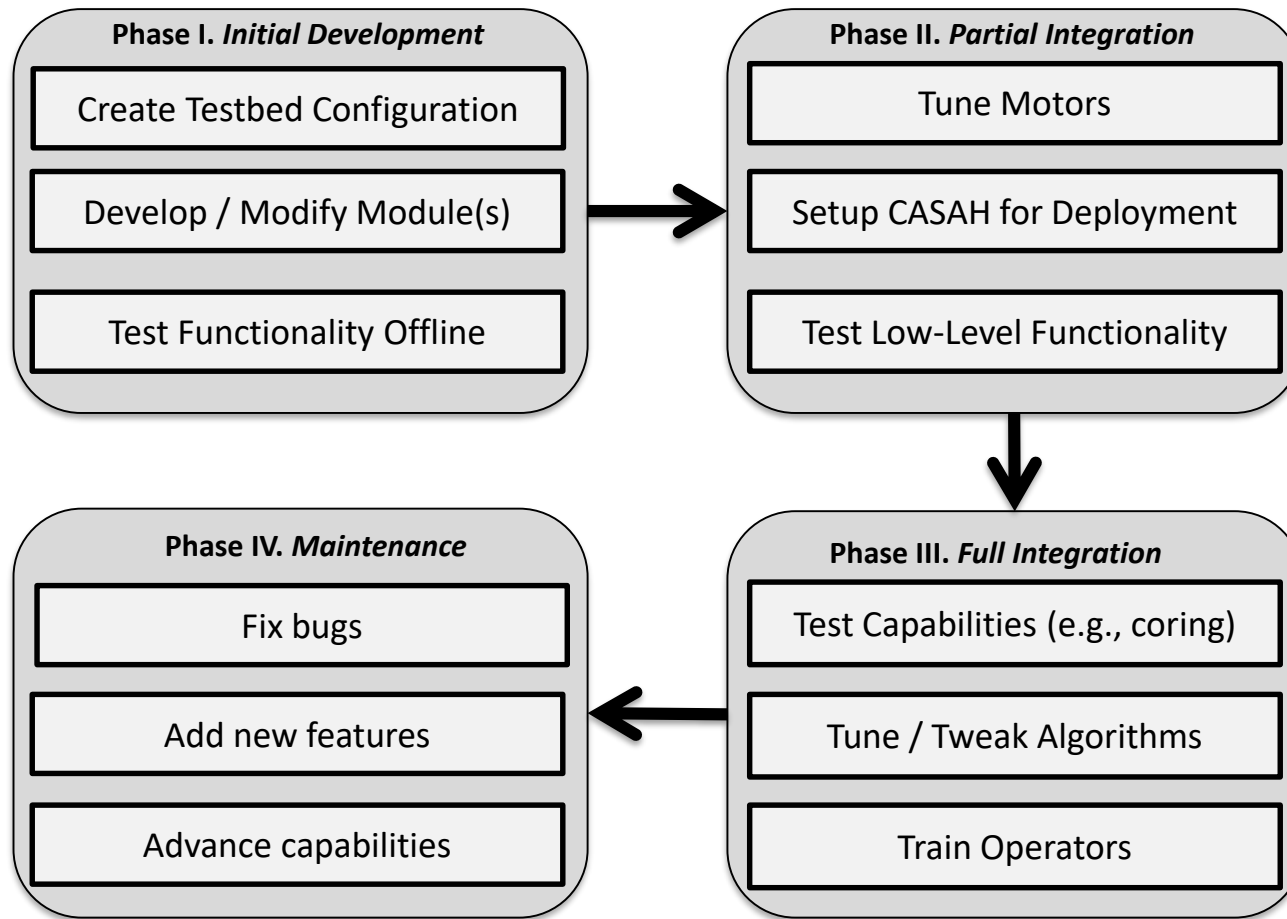 Phase I. Initial Development
Create Testbed Configuration
Develop / Modify Module(s)
Test Functionality Offline
Phase II. Partial Integration
Tune Motors
Setup CASAH for Deployment
Test Low-Level Functionality
Phase III. Full Integration
Test Capabilities (e.g., coring)
Tune / Tweak Algorithms
Train Operators
Phase IV. Maintenance
Fix bugs
Add new features
Advance capabilities